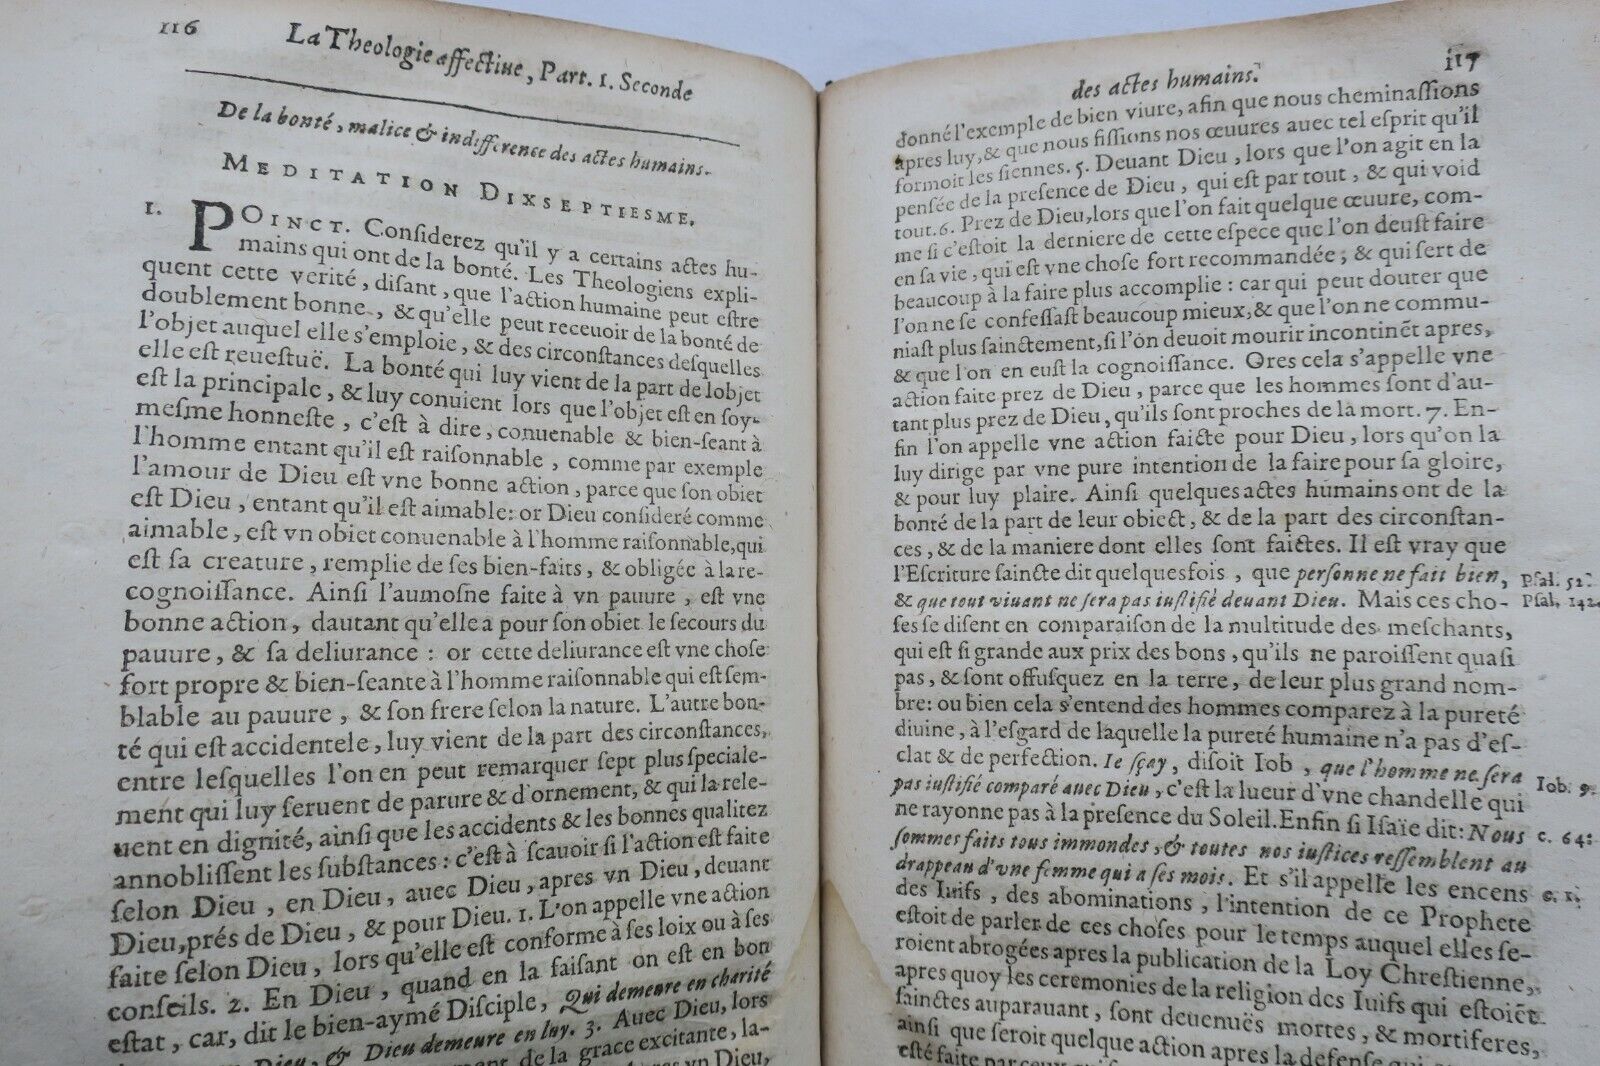 116
La Theologie affectiue, Part. 1. Seconde
De la bonté, malice & indifference des actes humains.
MEDITATION DIXSEPTIESME.
1. POINCT. Considerez qu'il y a certains actes hu-
mains qui ont de la bonté. Les Theologiens expli-
quent cette verité, disant, que l'action humaine peut estre
doublement bonne, & qu'elle peut receuoir de la bonté de
l'objet auquel elle s'emploie, & des circonstances desquelles
elle est reuestuë. La bonté qui luy vient de la part de lobjet
est la principale, & luy conuient lors que l'objet est en soy-
mesme honneste, c'est à dire, conuenable & bien-seant à
l'homme entant qu'il est raisonnable, comme par exemple
l'amour de Dieu est vne bonne action, parce que son obiet
est Dieu, entant qu'il est aimable: or Dieu consideré comme
aimable, est vn obiet conuenable à l'homme raisonnable, qui
est sa creature, remplie de ses bien-faits, & obligée à la re-
cognoissance. Ainsi l'aumosne faite à vn pauure, est vne
bonne action, dautant qu'elle a pour son obiet le secours du
pauure, & sa deliurance: or cette deliurance est vne chose
fort propre & bien-seante à l'homme raisonnable qui est sem-
blable au pauure, & son frere selon la nature. L'autre bon-
té qui est accidentele, luy vient de la part des circonstances,
entre lesquelles l'on en peut remarquer sept plus speciale-
ment qui luy seruent de parure & d'ornement, & qui la rele-
uent en dignité, ainsi que les accidents & les bonnes qualitez
annoblissent les substances: c'est à scauoir si l'action est faite
selon Dieu, en Dieu, auec Dieu, apres vn Dieu, deuant
Dieu, prés de Dieu, & pour Dieu. 1. L'on appelle vne action
faite selon Dieu, lors qu'elle est conforme à ses loix ou à ses
conseils. 2. En Dieu, quand en la faisant on est en bon
estat, car, dit le bien-aymé Disciple, Qui demeure en charité
Dieu, & Dieu demeure en luy. 3. Auec Dieu, lors
de la grace excitante, la-
vn Dieu,
des actes humains. 117
donné l'exemple de bien viure, afin que nous cheminassions
apres luy, & que nous fissions nos œuures auec tel esprit qu'il
formoit les siennes. 5. Deuant Dieu, lors que l'on agit en la
pensée de la presence de Dieu, qui est par tout, & qui void
tout. 6. Prez de Dieu, lors que l'on fait quelque œuure, com-
me si c'estoit la derniere de cette espece que l'on deust faire
en sa vie, qui est vne chose fort recommandée; & qui sert de
beaucoup à la faire plus accomplie: car qui peut douter que
l'on ne se confessast beaucoup mieux, & que l'on ne commu-
niast plus sainctement, si l'ōn deuoit mourir incontinēt apres,
& que l'on en eust la cognoissance. Ores cela s'appelle vne
action faite prez de Dieu, parce que les hommes sont d'au-
tant plus prez de Dieu, qu'ils sont proches de la mort. 7. En-
fin l'on appelle vne action faicte pour Dieu, lors qu'on la
luy dirige par vne pure intention de la faire pour sa gloire,
& pour luy plaire. Ainsi quelques actes humains ont de la
bonté de la part de leur obiect, & de la part des circonstan-
ces, & de la maniere dont elles sont faictes. Il est vray que
l'Escriture saincte dit quelquesfois, que personne ne fait bien, Psal. 52.
& que tout viuant ne sera pas iustifié deuant Dieu. Mais ces cho- Psal. 142.
ses se disent en comparaison de la multitude des meschants,
qui est si grande aux prix des bons, qu'ils ne paroissent quasi
pas, & sont offusquez en la terre, de leur plus grand nom-
bre: ou bien cela s'entend des hommes comparez à la pureté
diuine, à l'esgard de laquelle la pureté humaine n'a pas d'es-
clat & de perfection. Ie sçay, disoit Iob, que l'homme ne sera
pas iustifié comparé auec Dieu, c'est la lueur d'vne chandelle qui Iob. 9.
ne rayonne pas à la presence du Soleil. Enfin si Isaïe dit: Nous
sommes faits tous immondes, & toutes nos iustices ressemblent au c. 64.
drappeau d'vne femme qui a ses mois. Et s'il appelle les encens
des Iuifs, des abominations, l'intention de ce Prophete c. 1.
estoit de parler de ces choses pour le temps auquel elles se-
roient abrogées apres la publication de la Loy Chrestienne,
apres quoy les ceremonies de la religion des Iuifs qui estoiēt
sainctes auparauant, sont deuenuës mortes, & mortiferes,
ainsi que seroit quelque action apres la defense qui
esté faite par ceux